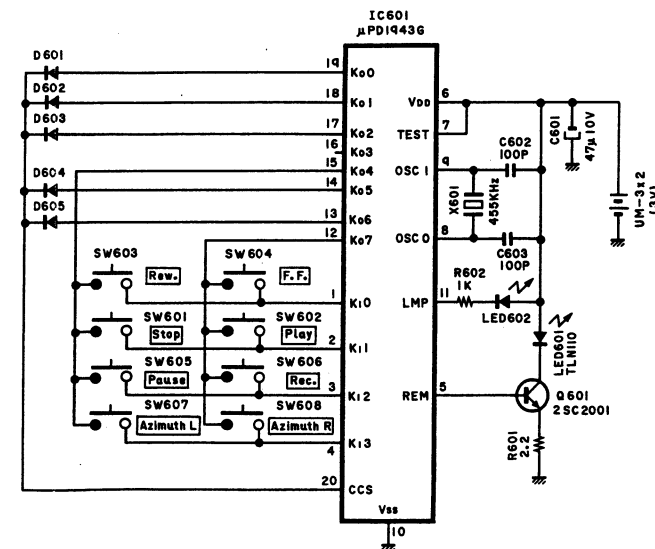 IC601
μPD1943G
D601
19 Ko0
D602
18 Ko1
VDD 6
D603
17 Ko2
TEST 7
16 Ko3
15 Ko4
OSC I 9
D604
14 Ko5
D605
13 Ko6
12 Ko7
OSC O 8
C601
47μ10V
C602
100P
X601
455KHz
C603
100P
UM-3x2
(3V)
SW603
Rew.
SW604
F.F.
1 KI0
LMP 11
R602
1K
LED602
SW601
Stop
SW602
Play
2 KI1
LED601
TLN110
SW605
Pause
SW606
Rec.
3 KI2
REM 5
Q601
2SC2001
SW607
Azimuth L
SW608
Azimuth R
4 KI3
R601
2.2
20 CCS
Vss
10